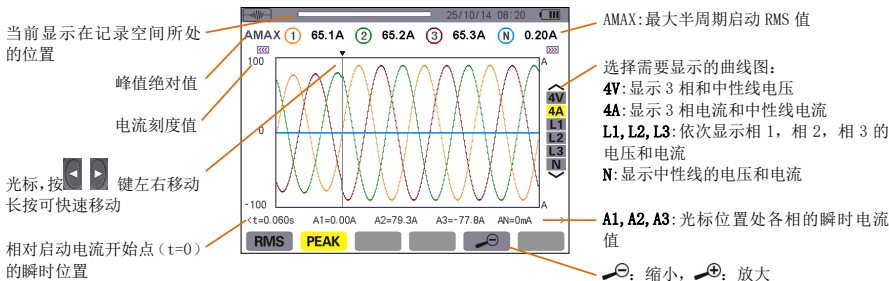 当前显示在记录空间所处
的位置
峰值绝对值
电流刻度值
光标,按 键左右移动
长按可快速移动
相对启动电流开始点(t=0)
的瞬时位置
25/10/14 08:20
AMAX 1 65.1A 2 65.2A 3 65.3A N 0.20A
100
A
0
-100
A
4V
4A
L1
L2
L3
N
<t=0.060s A1=0.00A A2=79.3A A3=-77.8A AN=0mA >
RMS PEAK
AMAX:最大半周期启动 RMS 值
选择需要显示的曲线图:
4V:显示 3 相和中性线电压
4A:显示 3 相电流和中性线电流
L1,L2,L3:依次显示相 1, 相 2, 相 3 的
电压和电流
N:显示中性线的电压和电流
A1,A2,A3:光标位置处各相的瞬时电流
值
: 缩小, : 放大